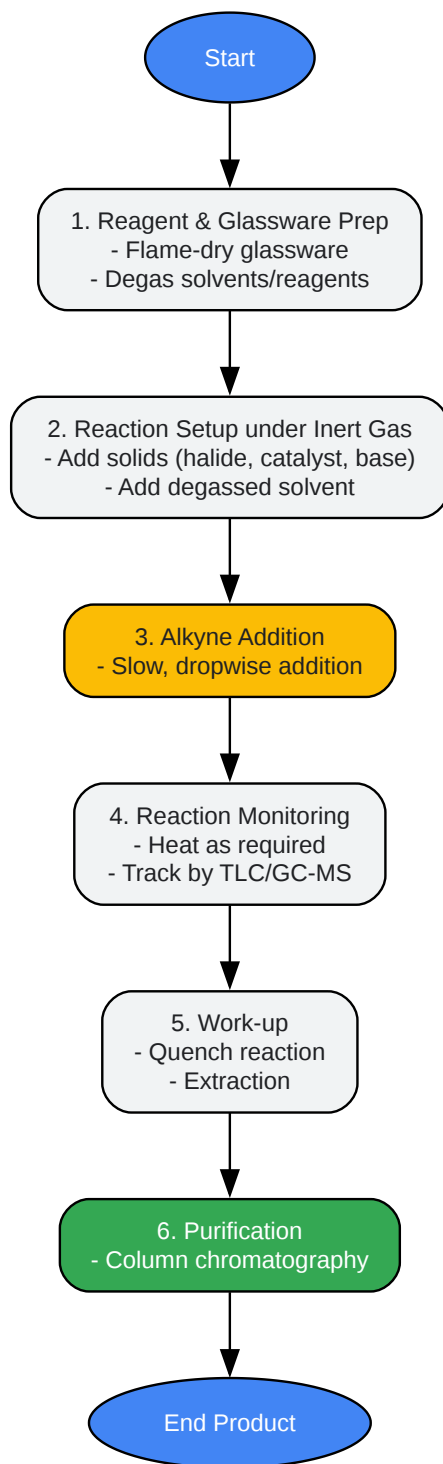 Start
1. Reagent & Glassware Prep
- Flame-dry glassware
- Degas solvents/reagents
2. Reaction Setup under Inert Gas
- Add solids (halide, catalyst, base)
- Add degassed solvent
3. Alkyne Addition
- Slow, dropwise addition
4. Reaction Monitoring
- Heat as required
- Track by TLC/GC-MS
5. Work-up
- Quench reaction
- Extraction
6. Purification
- Column chromatography
End Product